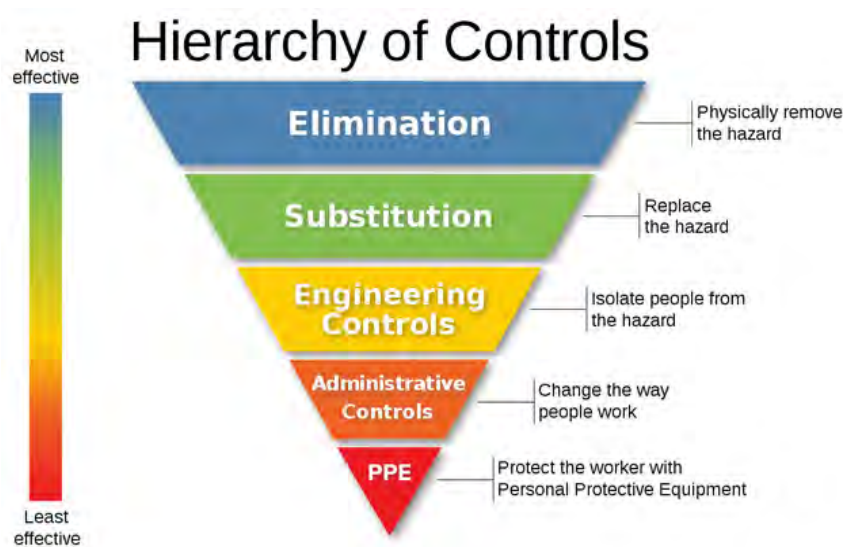 Hierarchy of Controls
Most
effective
Elimination
Physically remove
the hazard
Substitution
Replace
the hazard
Engineering
Controls
Isolate people from
the hazard
Administrative
Controls
Change the way
people work
PPE
Protect the worker with
Personal Protective Equipment
Least
effective